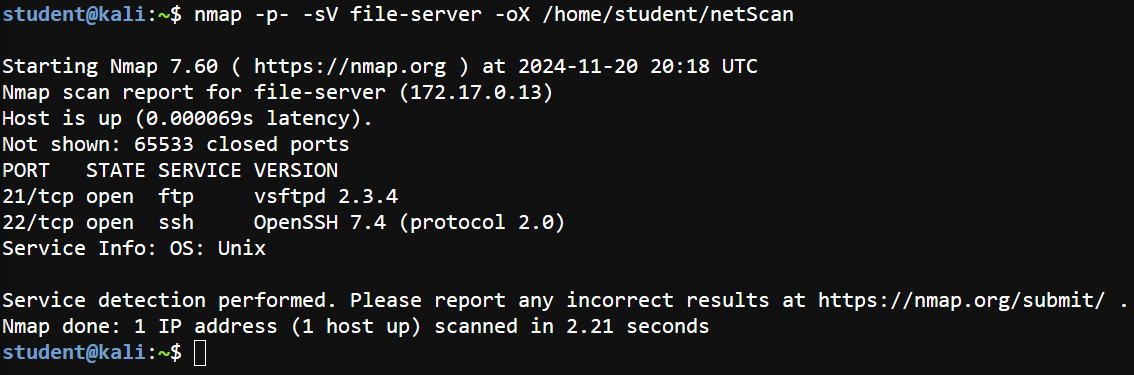 student@kali:~$ nmap -p- -sV file-server -oX /home/student/netScan
Starting Nmap 7.60 ( https://nmap.org ) at 2024-11-20 20:18 UTC
Nmap scan report for file-server (172.17.0.13)
Host is up (0.000069s latency).
Not shown: 65533 closed ports
PORT   STATE SERVICE VERSION
21/tcp open  ftp     vsftpd 2.3.4
22/tcp open  ssh     OpenSSH 7.4 (protocol 2.0)
Service Info: OS: Unix
Service detection performed. Please report any incorrect results at https://nmap.org/submit/ .
Nmap done: 1 IP address (1 host up) scanned in 2.21 seconds
student@kali:~$